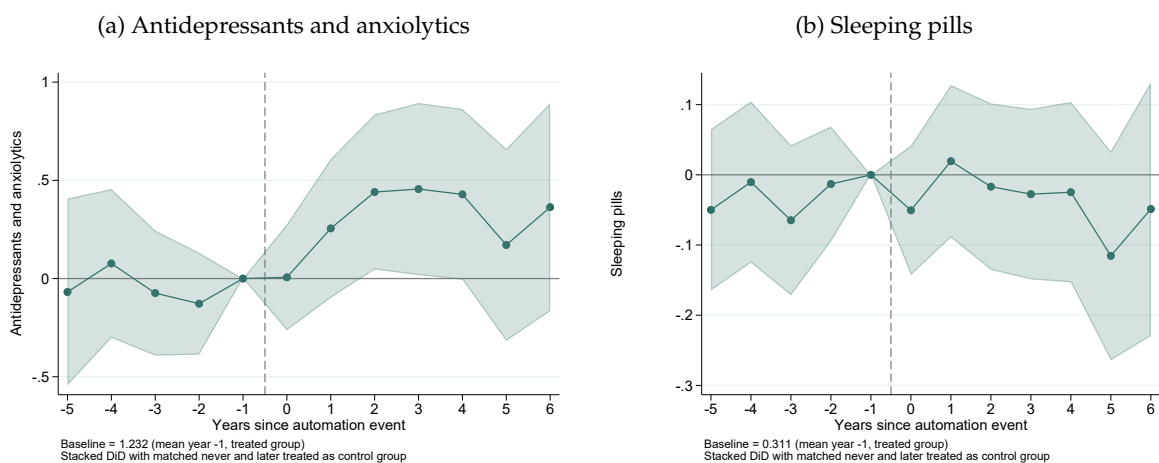 (a) Antidepressants and anxiolytics
Antidepressants and anxiolytics
1
.5
0
-.5
-5 -4 -3 -2 -1 0 1 2 3 4 5 6
Years since automation event
Baseline = 1.232 (mean year -1, treated group)
Stacked DiD with matched never and later treated as control group
(b) Sleeping pills
Sleeping pills
.1
0
-.1
-.2
-.3
-5 -4 -3 -2 -1 0 1 2 3 4 5 6
Years since automation event
Baseline = 0.311 (mean year -1, treated group)
Stacked DiD with matched never and later treated as control group